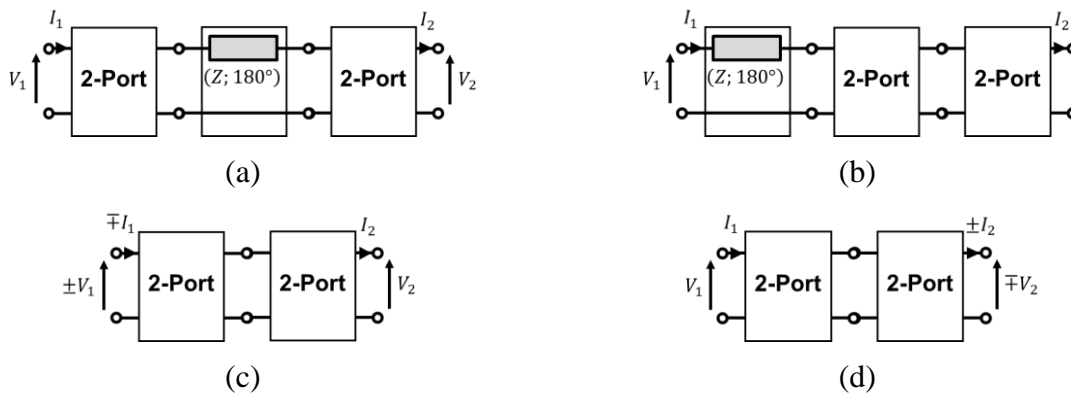 I₁ I₂
V₁ 2-Port (Z; 180°) 2-Port V₂
(a)
I₁ I₂
V₁ (Z; 180°) 2-Port 2-Port V₂
(b)
∓I₁ I₂
±V₁ 2-Port 2-Port V₂
(c)
I₁ ±I₂
V₁ 2-Port 2-Port ∓V₂
(d)